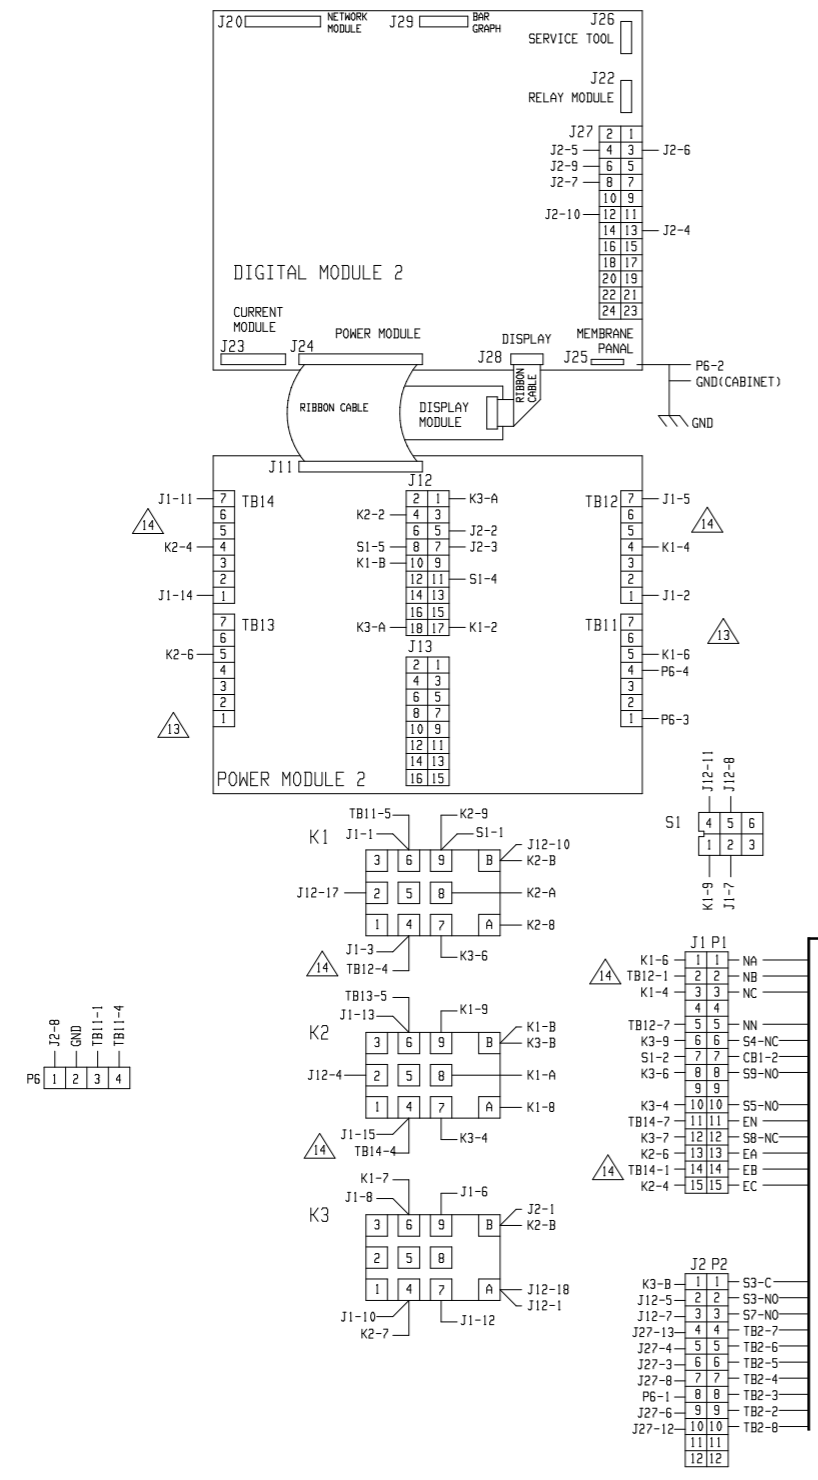 J20 NETWORK MODULE
J29 BAR GRAPH
J26
SERVICE TOOL
J22
RELAY MODULE
J27 2 1
J2-5 4 3 J2-6
J2-9 6 5
J2-7 8 7
10 9
J2-10 12 11
14 13 J2-4
16 15
18 17
20 19
22 21
24 23
DIGITAL MODULE 2
CURRENT MODULE
J23
J24
POWER MODULE
J28
DISPLAY
MEMBRANE PANAL
J25
P6-2
GND(CABINET)
GND
RIBBON CABLE
DISPLAY MODULE
RIBBON CABLE
J11
J1-11 7 TB14
14
6
5
K2-4 4
3
2
J1-14 1
7 TB13
6
K2-6 5
4
3
2
13
1
J12
2 1 K3-A
K2-2 4 3
6 5 J2-2
S1-5 8 7 J2-3
K1-B 10 9
12 11 S1-4
14 13
16 15
K3-A 18 17 K1-2
J13
2 1
4 3
6 5
8 7
10 9
12 11
14 13
16 15
TB12 7 J1-5
6
14
5
4 K1-4
3
2
1 J1-2
TB11 7
6
13
5 K1-6
4 P6-4
3
2
1 P6-3
POWER MODULE 2
J12-11 J12-8
S1 4 5 6
1 2 3
K1-9 J1-7
K1
TB11-5 K2-9
J1-1 S1-1
3 6 9 B J12-10
K2-B
J12-17 2 5 8 K2-A
1 4 7 A K2-8
J1-3
14 TB12-4
K3-6
K2
TB13-5
J1-13 K1-9
3 6 9 B K1-B
K3-B
J12-4 2 5 8 K1-A
1 4 7 A K1-8
J1-15
14 TB14-4
K3-4
K3
K1-7
J1-8 J1-6
3 6 9 B J2-1
K2-B
2 5 8
1 4 7 A J12-18
J12-1
J1-10 J1-12
K2-7
J2-8 GND TB11-1 TB11-4
P6 1 2 3 4
J1 P1
K1-6 1 1 NA
14 TB12-1 2 2 NB
K1-4 3 3 NC
4 4
TB12-7 5 5 NN
K3-9 6 6 S4-NC
S1-2 7 7 CB1-2
K3-6 8 8 S9-NO
9 9
K3-4 10 10 S5-NO
TB14-7 11 11 EN
K3-7 12 12 S8-NC
K2-6 13 13 EA
14 TB14-1 14 14 EB
K2-4 15 15 EC
J2 P2
K3-B 1 1 S3-C
J12-5 2 2 S3-NO
J12-7 3 3 S7-NO
J27-13 4 4 TB2-7
J27-4 5 5 TB2-6
J27-3 6 6 TB2-5
J27-8 7 7 TB2-4
P6-1 8 8 TB2-3
J27-6 9 9 TB2-2
J27-12 10 10 TB2-8
11 11
12 12